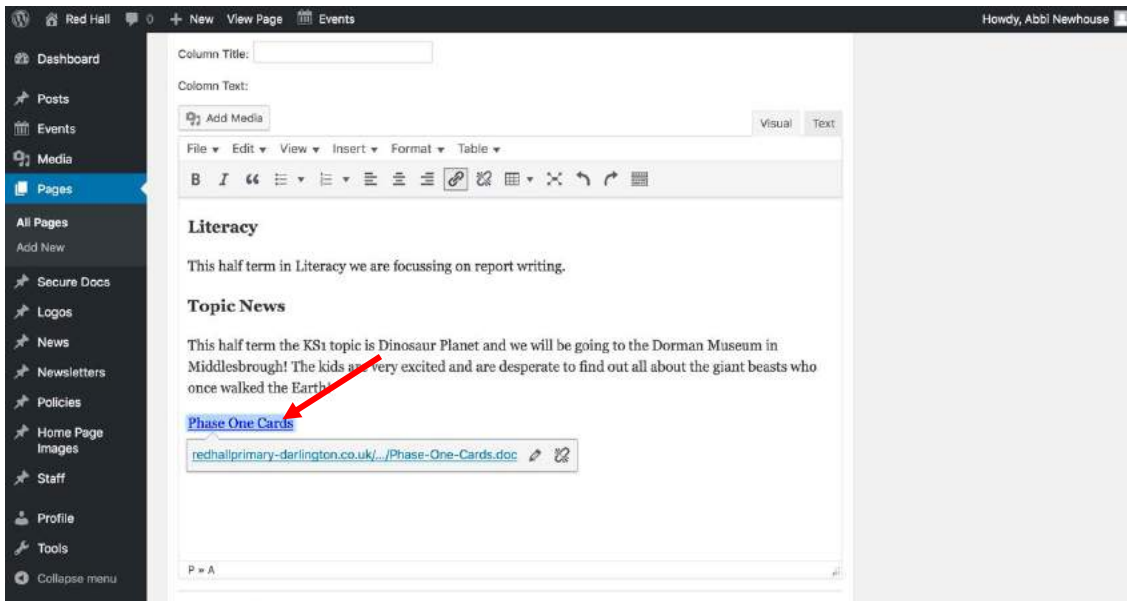 Red Hall 0 + New View Page Events Howdy, Abbi Newhouse
Dashboard
Posts
Events
Media
Pages
All Pages
Add New
Secure Docs
Logos
News
Newsletters
Policies
Home Page
Images
Staff
Profile
Tools
Collapse menu
Column Title:
Colomn Text:
Add Media
Visual Text
File Edit View Insert Format Table
B I
Literacy
This half term in Literacy we are focussing on report writing.
Topic News
This half term the KS1 topic is Dinosaur Planet and we will be going to the Dorman Museum in
Middlesbrough! The kids are very excited and are desperate to find out all about the giant beasts who
once walked the Earth!
Phase One Cards
redhallprimary-darlington.co.uk/.../Phase-One-Cards.doc
P » A